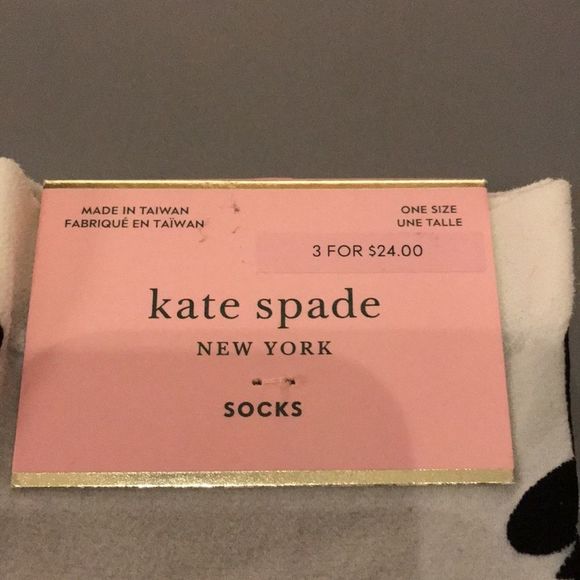 MADE IN TAIWAN
FABRIQUÉ EN TAÏWAN
ONE SIZE
UNE TALLE
3 FOR $24.00
kate spade
NEW YORK
SOCKS